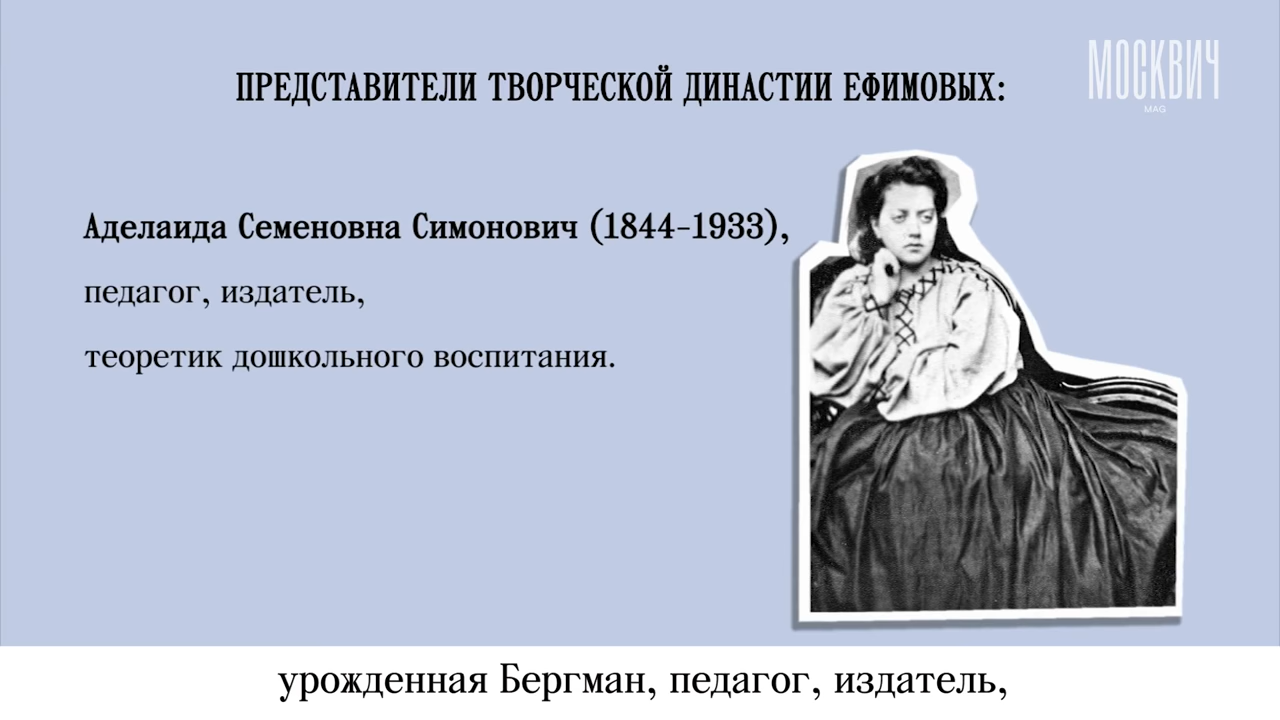 МОСКВИЧ
MAG
ПРЕДСТАВИТЕЛИ ТВОРЧЕСКОЙ ДИНАСТИИ ЕФИМОВЫХ:
Аделаида Семеновна Симонович (1844-1933),
педагог, издатель,
теоретик дошкольного воспитания.
урожденная Бергман, педагог, издатель,